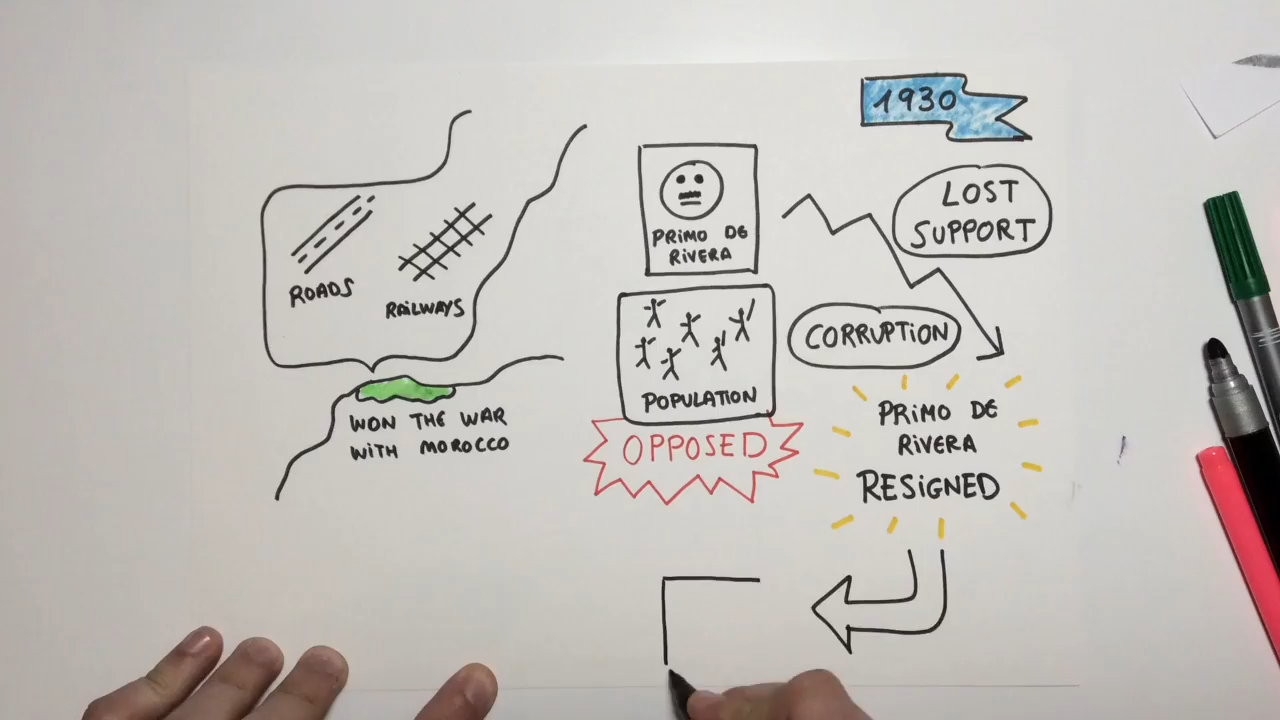 1930
ROADS
RAILWAYS
WON THE WAR
WITH MOROCCO
PRIMO DE
RIVERA
POPULATION
OPPOSED
LOST
SUPPORT
CORRUPTION
PRIMO DE
RIVERA
RESIGNED